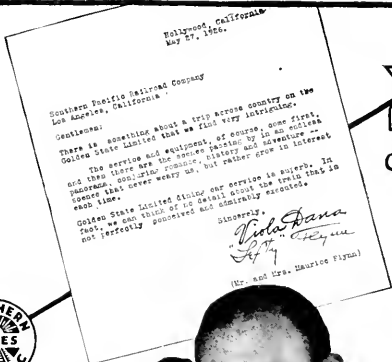 Hollywood, California
May 27, 1926.
Southern Pacific Railroad Company
Los Angeles, California
Gentlemen:
There is something about a trip across country on the
Golden State Limited that we find very intriguing.
The service and equipment, of course, come first,
and then there are the scenes passing by in an endless
panorama, conjuring romance, history and adventure --
scenes that never weary us, but rather grow in interest
each time.
Golden State Limited dining car service is superb. In
fact, we can think of no detail about the train that is
not perfectly conceived and admirably executed.
Sincerely,
Viola Dana
"Lefty" Flynn
(Mr. and Mrs. Maurice Flynn)